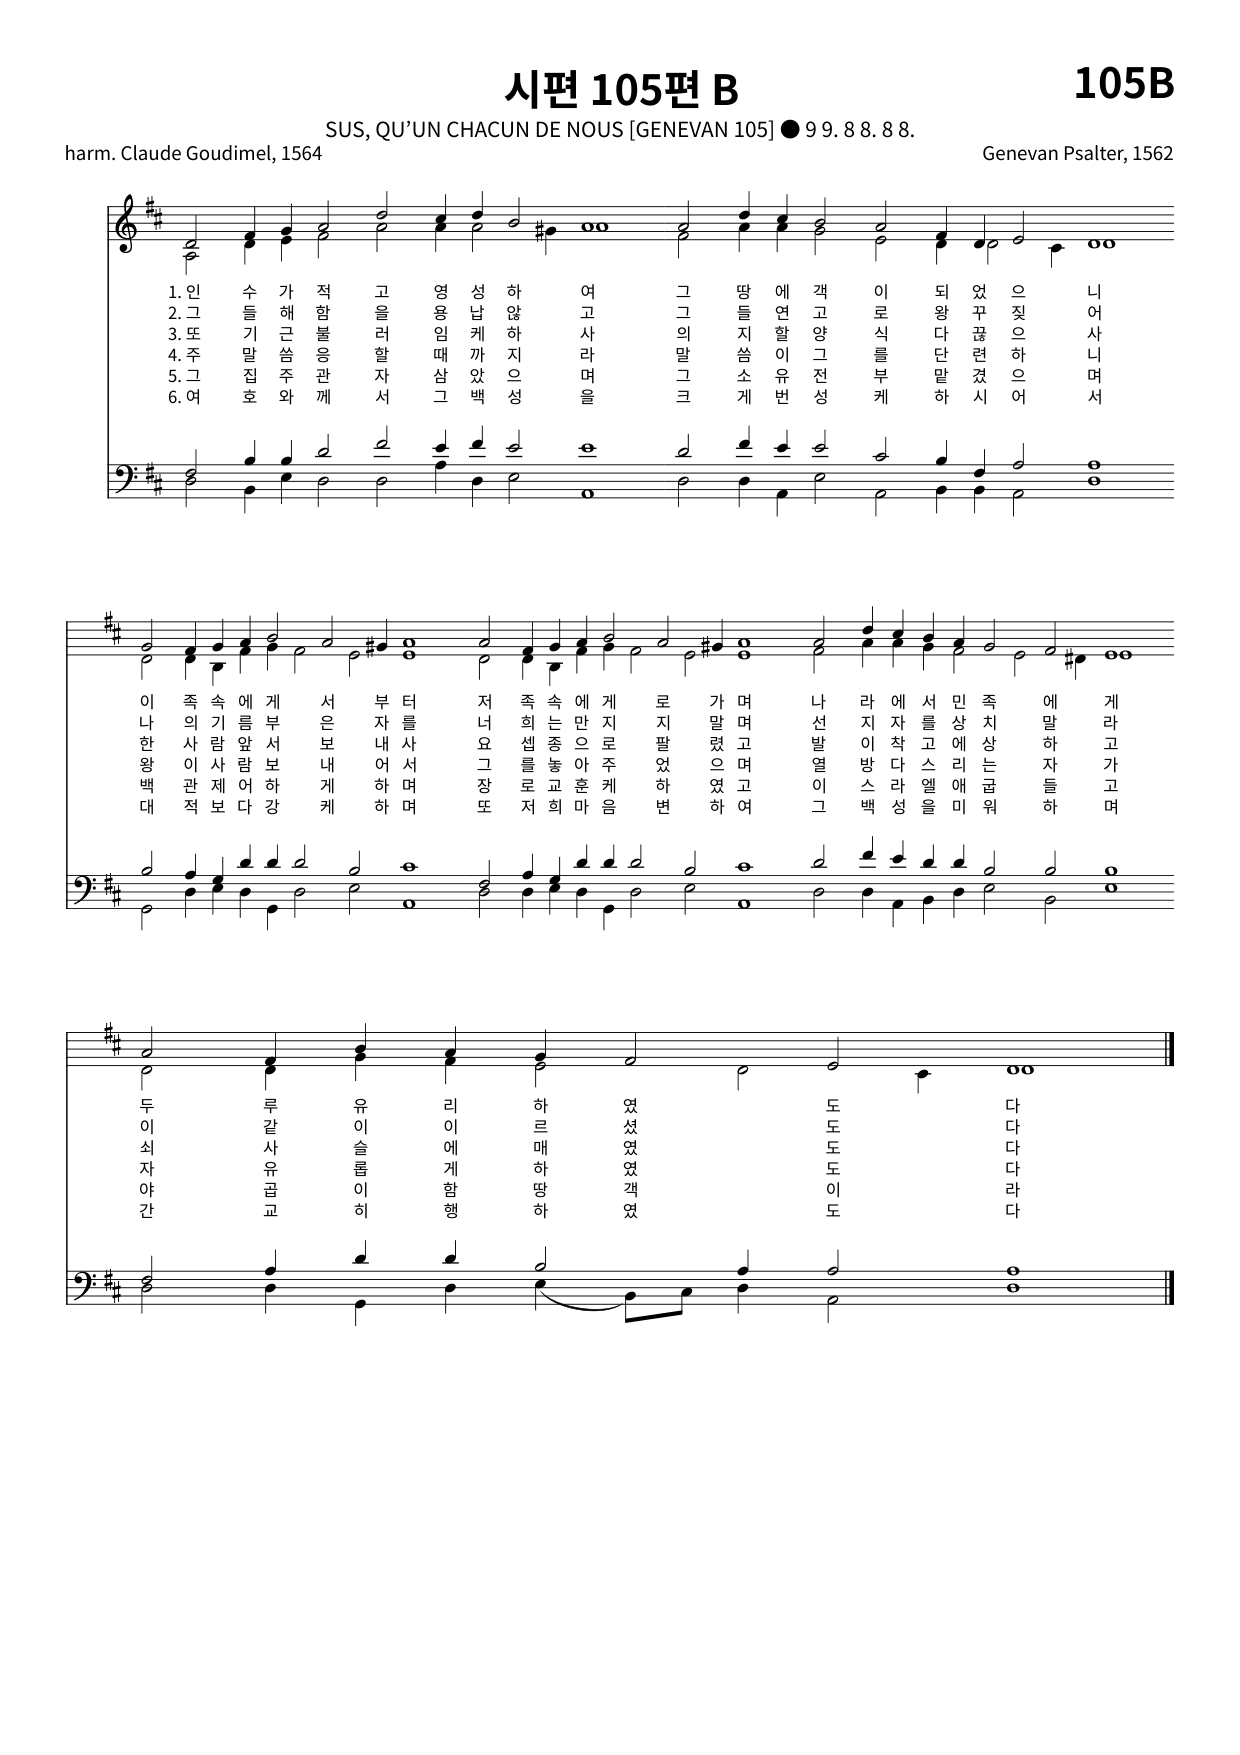 시편 105편 B
105B
SUS, QU’UN CHACUN DE NOUS [GENEVAN 105] ● 9 9. 8 8. 8 8.
harm. Claude Goudimel, 1564
Genevan Psalter, 1562
1. 인 수 가 적 고 영 성 하 여 그 땅 에 객 이 되 었 으 니
2. 그 들 해 함 을 용 납 않 고 그 들 연 고 로 왕 꾸 짖 어
3. 또 기 근 불 러 임 케 하 사 의 지 할 양 식 다 끊 으 사
4. 주 말 씀 응 할 때 까 지 라 말 씀 이 그 를 단 련 하 니
5. 그 집 주 관 자 삼 았 으 며 그 소 유 전 부 맡 겼 으 며
6. 여 호 와 께 서 그 백 성 을 크 게 번 성 케 하 시 어 서
이 족 속 에 게 서 부 터 저 족 속 에 게 로 가 며 나 라 에 서 민 족 에 게
나 의 기 름 부 은 자 를 너 희 는 만 지 지 말 며 선 지 자 를 상 치 말 라
한 사 람 앞 서 보 내 사 요 셉 종 으 로 팔 렸 고 발 이 착 고 에 상 하 고
왕 이 사 람 보 내 어 서 그 를 놓 아 주 었 으 며 열 방 다 스 리 는 자 가
백 관 제 어 하 게 하 며 장 로 교 훈 케 하 였 고 이 스 라 엘 애 굽 들 고
대 적 보 다 강 케 하 며 또 저 희 마 음 변 하 여 그 백 성 을 미 워 하 며
두 루 유 리 하 였 도 다
이 같 이 이 르 셨 도 다
쇠 사 슬 에 매 였 도 다
자 유 롭 게 하 였 도 다
야 곱 이 함 땅 객 이 라
간 교 히 행 하 였 도 다